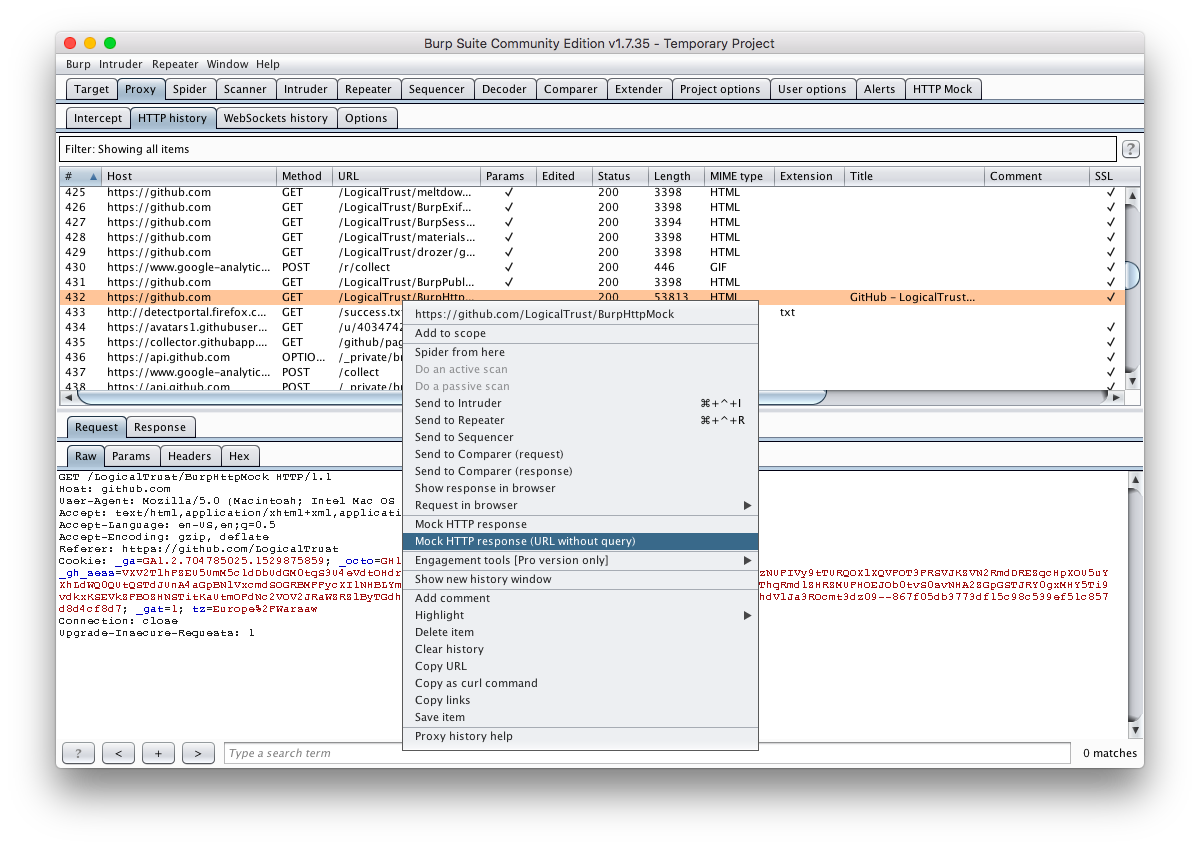 Burp Suite Community Edition v1.7.35 - Temporary Project
Burp Intruder Repeater Window Help
Target Proxy Spider Scanner Intruder Repeater Sequencer Decoder Comparer Extender Project options User options Alerts HTTP Mock
Intercept HTTP history WebSockets history Options
Filter: Showing all items ?
# ▲ Host Method URL Params Edited Status Length MIME type Extension Title Comment SSL
425 https://github.com GET /LogicalTrust/meltdow... ✓ 200 3398 HTML ✓
426 https://github.com GET /LogicalTrust/BurpExif... ✓ 200 3398 HTML ✓
427 https://github.com GET /LogicalTrust/BurpSess... ✓ 200 3394 HTML ✓
428 https://github.com GET /LogicalTrust/materials... ✓ 200 3398 HTML ✓
429 https://github.com GET /LogicalTrust/drozer/g... ✓ 200 3398 HTML ✓
430 https://www.google-analytic... POST /r/collect ✓ 200 446 GIF ✓
431 https://github.com GET /LogicalTrust/BurpPubl... ✓ 200 3398 HTML ✓
432 https://github.com GET /LogicalTrust/BurpHttp... 200 53813 HTML GitHub - LogicalTrust... ✓
433 http://detectportal.firefox.c... GET /success.txt txt
434 https://avatars1.githubuser... GET /u/4034742 ✓
435 https://collector.githubapp.... GET /github/pag ✓
436 https://api.github.com OPTIO... /_private/br ✓
437 https://www.google-analytic... POST /collect ✓
438 https://api.github.com POST /_private/br ✓
https://github.com/LogicalTrust/BurpHttpMock
Add to scope
Spider from here
Do an active scan
Do a passive scan
Send to Intruder ⌘+^+I
Send to Repeater ⌘+^+R
Send to Sequencer
Send to Comparer (request)
Send to Comparer (response)
Show response in browser
Request in browser
Mock HTTP response
Mock HTTP response (URL without query)
Engagement tools [Pro version only]
Show new history window
Add comment
Highlight
Delete item
Clear history
Copy URL
Copy as curl command
Copy links
Save item
Proxy history help
Request Response
Raw Params Headers Hex
GET /LogicalTrust/BurpHttpMock HTTP/1.1
Host: github.com
User-Agent: Mozilla/5.0 (Macintosh; Intel Mac OS
Accept: text/html,application/xhtml+xml,applicati
Accept-Language: en-US,en;q=0.5
Accept-Encoding: gzip, deflate
Referer: https://github.com/LogicalTrust
Cookie: _ga=GA1.2.704785025.1529875859; _octo=GH1
d8d4cf8d7; _gat=1; tz=Europe%2FWarsaw
Connection: close
Upgrade-Insecure-Requests: 1
? < + > Type a search term 0 matches